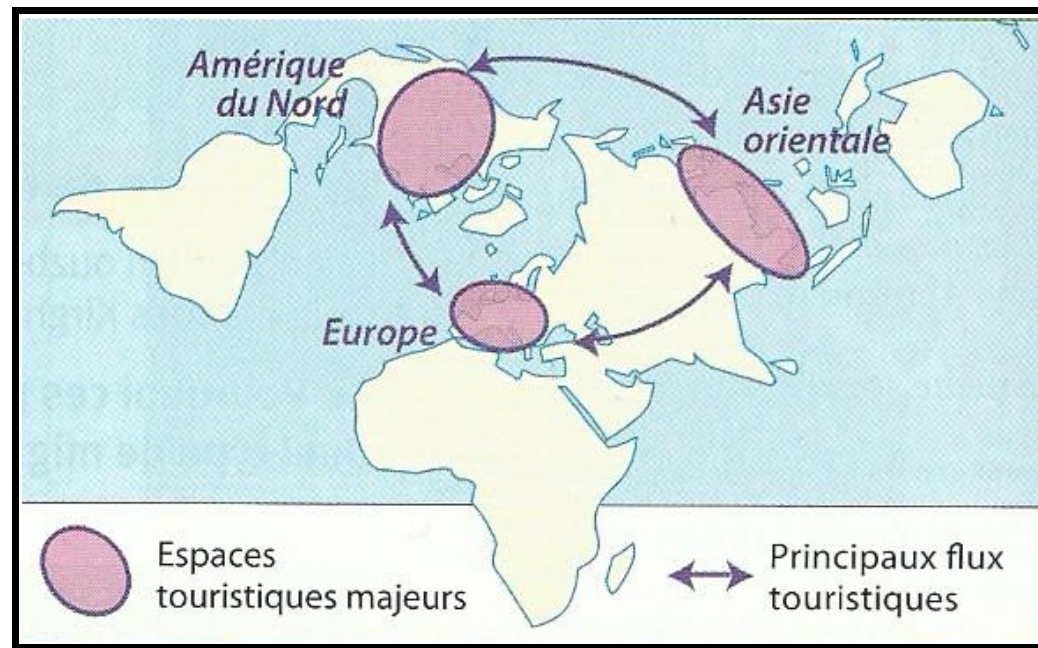 Amérique
du Nord
Asie
orientale
Europe
Espaces
touristiques majeurs
Principaux flux
touristiques